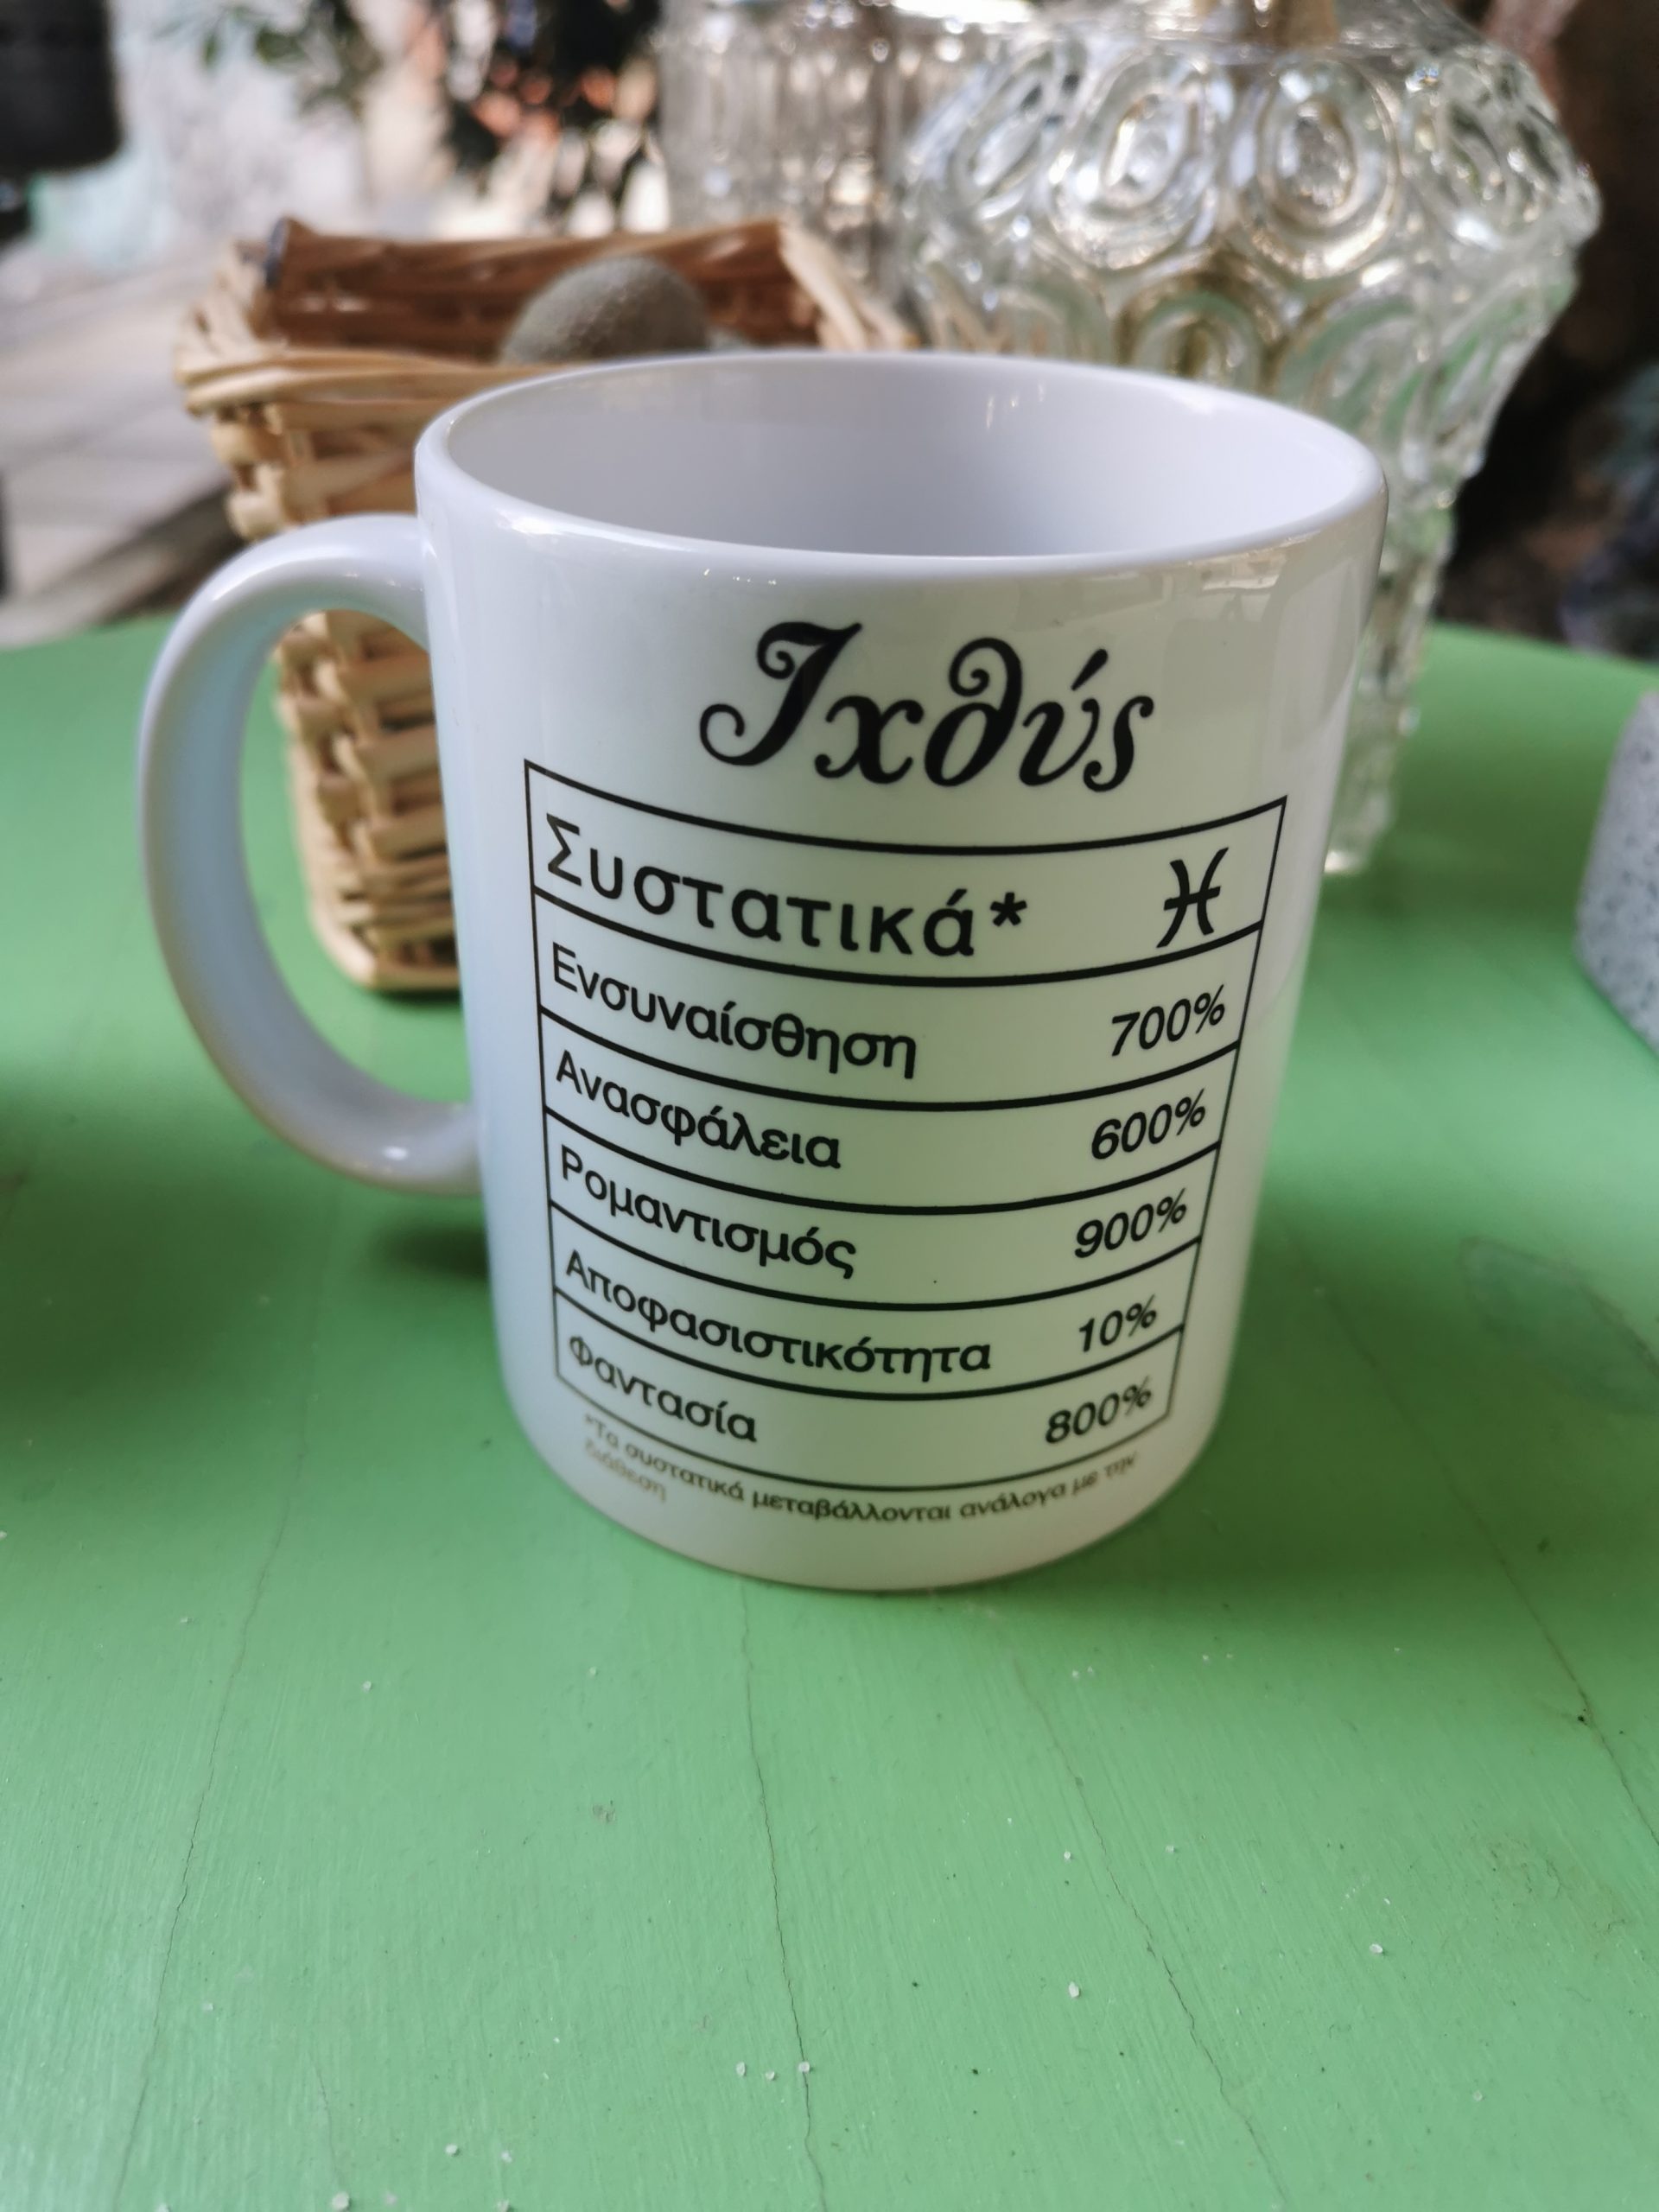 Ιχθύς
Συστατικά* ♓
Ενσυναίσθηση 700%
Ανασφάλεια 600%
Ρομαντισμός 900%
Αποφασιστικότητα 10%
Φαντασία 800%
*Τα συστατικά μεταβάλλονται ανάλογα με την
διάθεση